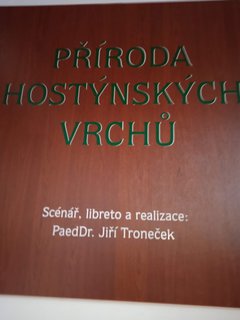 PŘÍRODA
HOSTÝNSKÝCH
VRCHŮ
Scénář, libreto a realizace:
PaedDr. Jiří Troneček